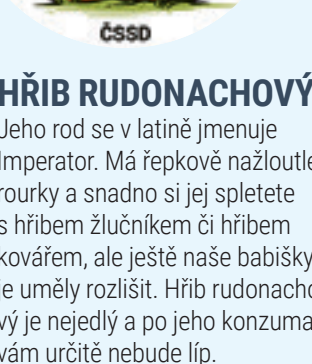 ČSSD
HŘIB RUDONACHOVÝ
Jeho rod se v latině jmenuje
Imperator. Má řepkově nažloutlé
rourky a snadno si jej spletete
s hřibem žlučníkem či hřibem
kovářem, ale ještě naše babišky
je uměly rozlišit. Hřib rudonacho
vý je nejedlý a po jeho konzuma
vám určitě nebude líp.